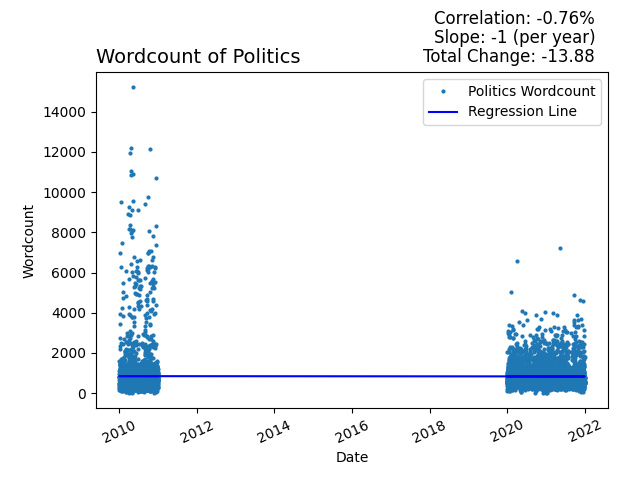 Correlation: -0.76%
Slope: -1 (per year)
Total Change: -13.88
Wordcount of Politics
Politics Wordcount
Regression Line
14000
12000
10000
8000
6000
4000
2000
0
Wordcount
2010
2012
2014
2016
2018
2020
2022
Date